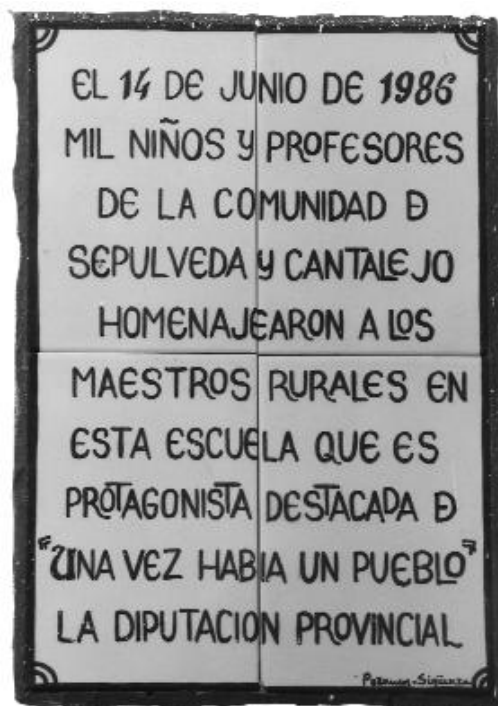 EL 14 DE JUNIO DE 1986
MIL NIÑOS Y PROFESORES
DE LA COMUNIDAD Ð
SEPULVEDA Y CANTALEJO
HOMENAJEARON A LOS
MAESTROS RURALES EN
ESTA ESCUELA QUE ES
PROTAGONISTA DESTACADA Ð
"UNA VEZ HABIA UN PUEBLO"
LA DIPUTACION PROVINCIAL